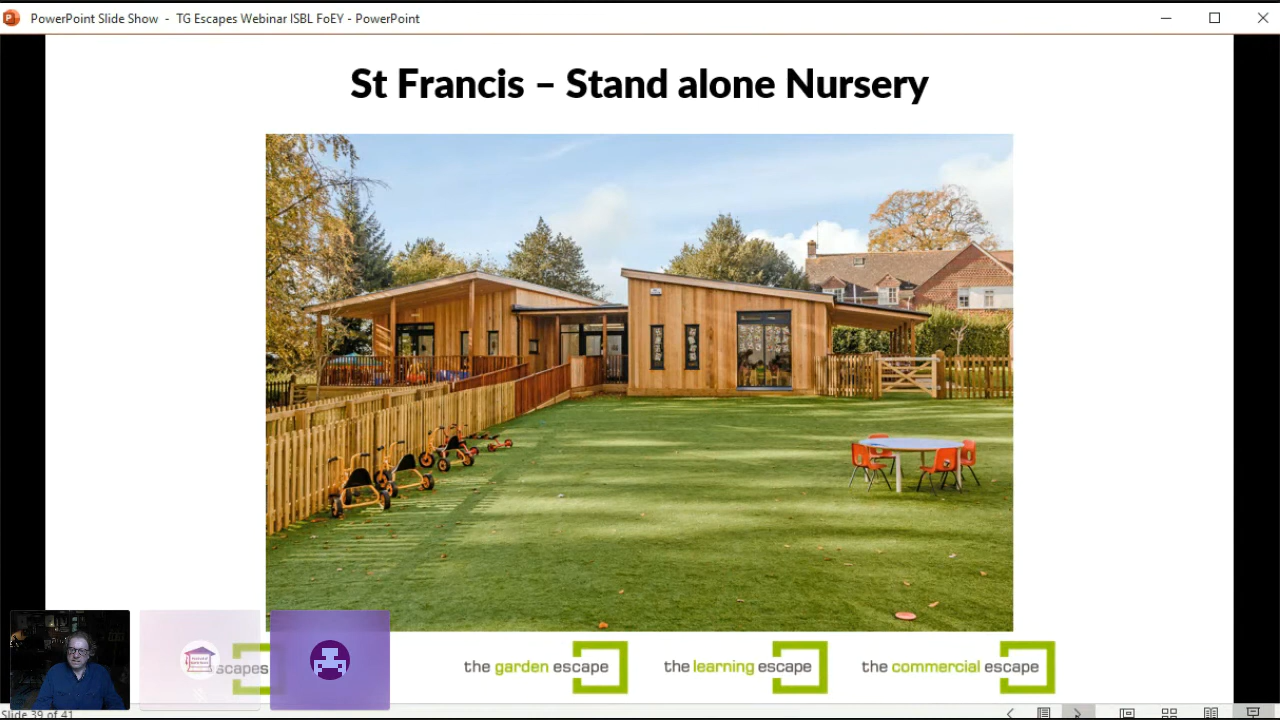 PowerPoint Slide Show - TG Escapes Webinar ISBL FoEY - PowerPoint
St Francis – Stand alone Nursery
escapes
the garden escape
the learning escape
the commercial escape
Slide 39 of 41